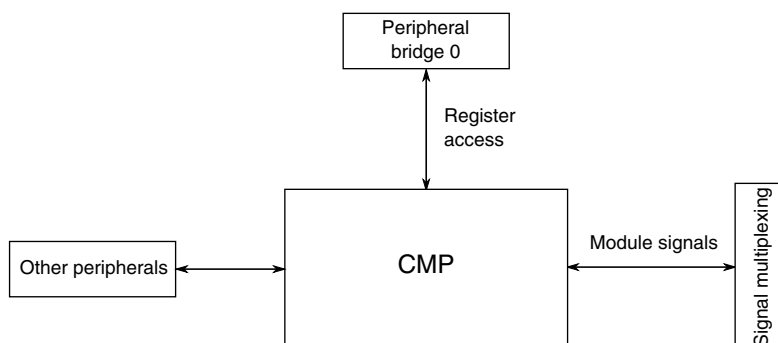 Peripheral
bridge 0
Register
access
Other peripherals
CMP
Module signals
Signal multiplexing